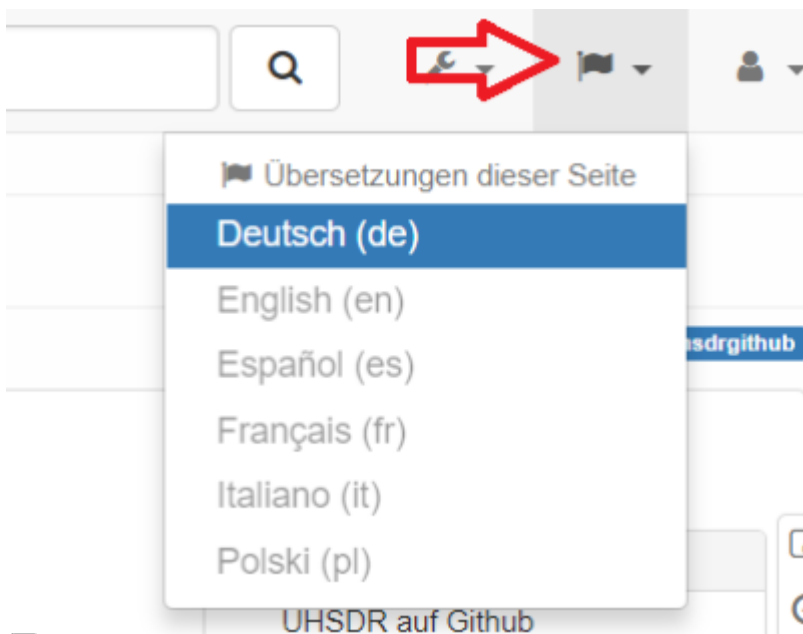 Übersetzungen dieser Seite
Deutsch (de)
English (en)
Español (es)
sdrgithub
Français (fr)
Italiano (it)
Polski (pl)
UHSDR auf Github